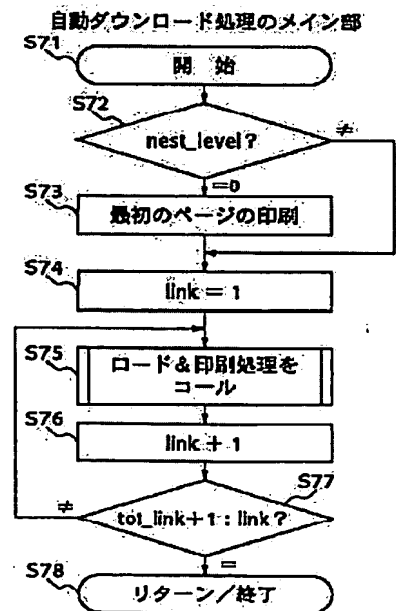 自動ダウンロード処理のメイン部
S71
開 始
S72
nest_level?
≠
=0
S73
最初のページの印刷
S74
link = 1
S75
ロード&印刷処理を
コール
S76
link + 1
S77
≠
tot_link+1 : link?
=
S78
リターン/終了